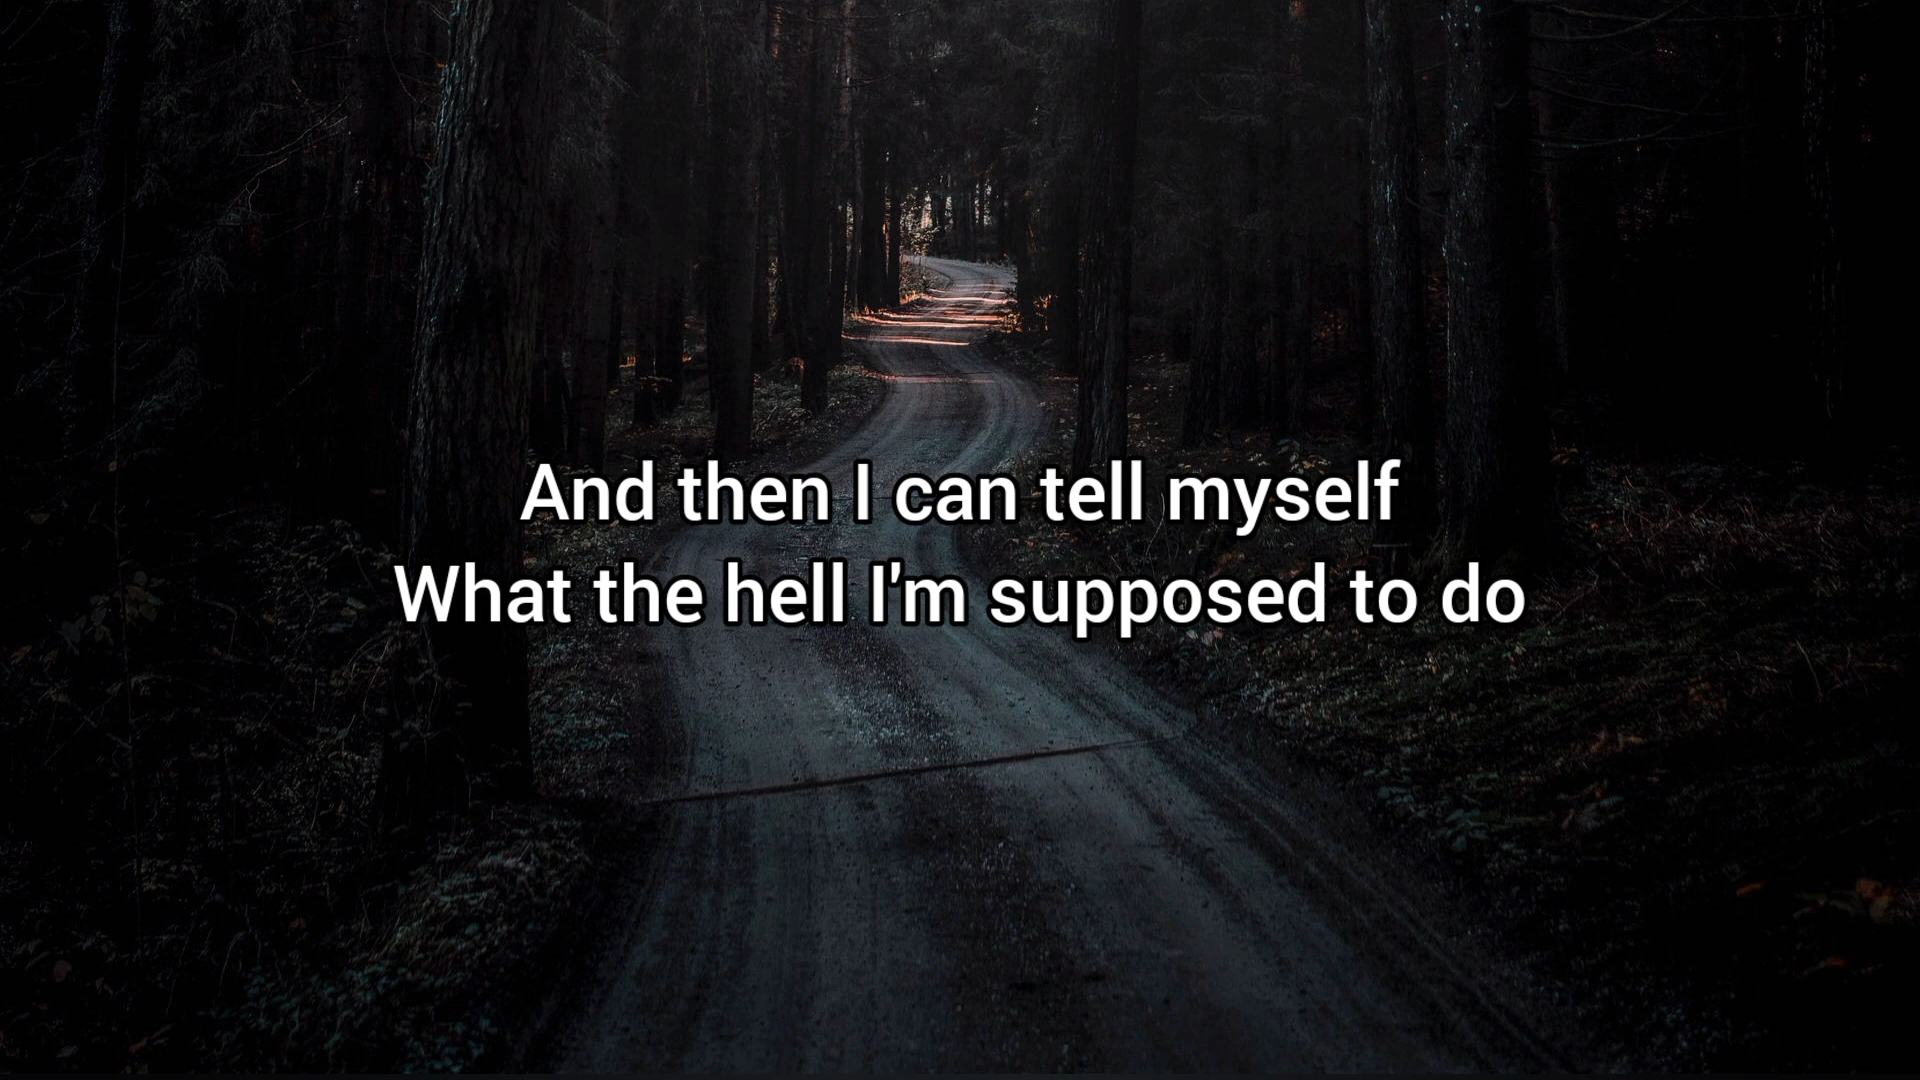 And then I can tell myself
What the hell I'm supposed to do